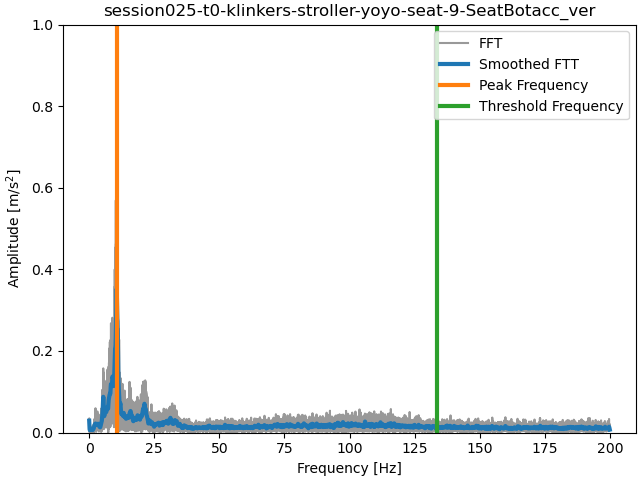 session025-t0-klinkers-stroller-yoyo-seat-9-SeatBotacc_ver
1.0
0.8
0.6
0.4
0.2
0.0
Amplitude [m/s²]
FFT
Smoothed FTT
Peak Frequency
Threshold Frequency
0 25 50 75 100 125 150 175 200
Frequency [Hz]